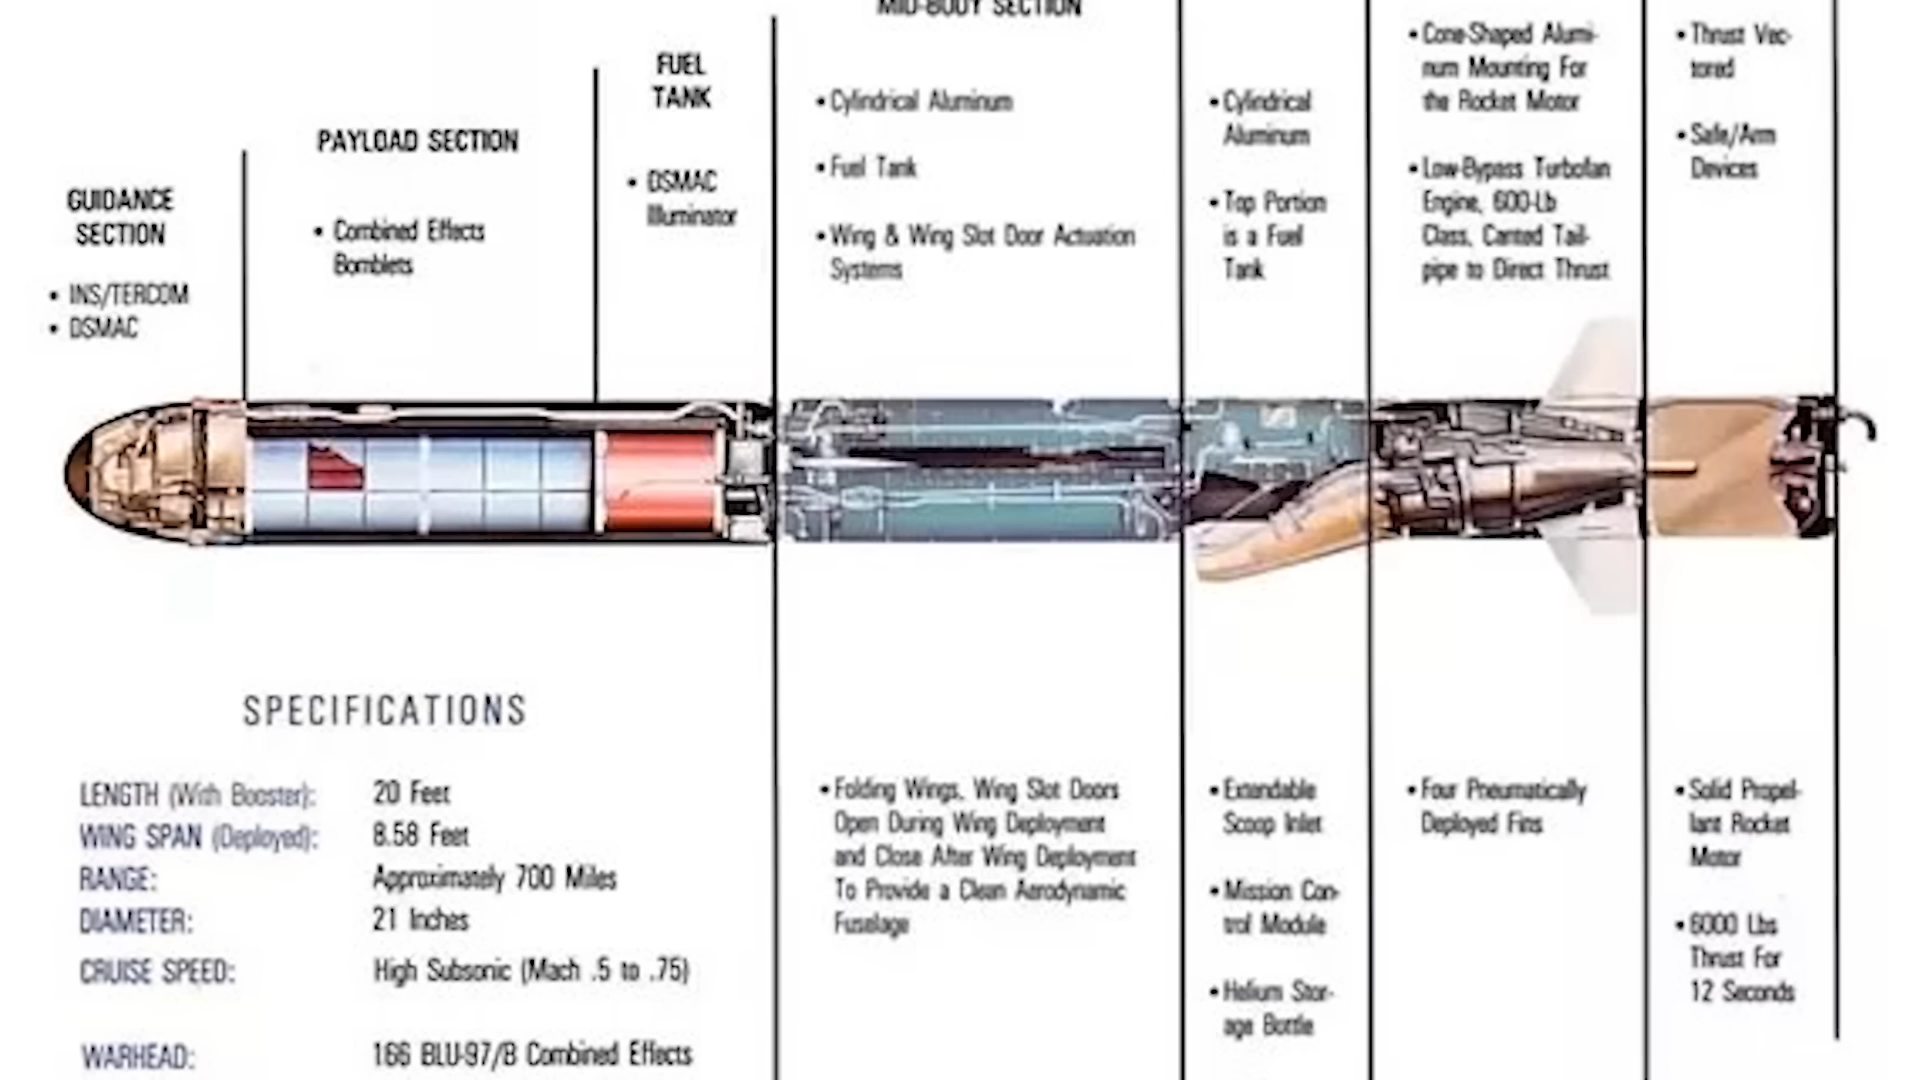 MID-BODY SECTION
FUEL
TANK
• DSMAC
Illuminator
PAYLOAD SECTION
• Combined Effects
Bomblets
GUIDANCE
SECTION
• INS/TERCOM
• DSMAC
• Cylindrical Aluminum
• Fuel Tank
• Wing & Wing Slot Door Actuation
Systems
• Cylindrical
Aluminum
• Top Portion
is a Fuel
Tank
• Cone-Shaped Alumi-
num Mounting For
the Rocket Motor
• Low-Bypass Turbofan
Engine, 600-Lb
Class, Canted Tail-
pipe to Direct Thrust
• Thrust Vec-
tored
• Safe/Arm
Devices
SPECIFICATIONS
LENGTH (With Booster): 20 Feet
WING SPAN (Deployed): 8.58 Feet
RANGE: Approximately 700 Miles
DIAMETER: 21 Inches
CRUISE SPEED: High Subsonic (Mach .5 to .75)
WARHEAD: 166 BLU-97/B Combined Effects
• Folding Wings, Wing Slot Doors
Open During Wing Deployment
and Close After Wing Deployment
To Provide a Clean Aerodynamic
Fuselage
• Extendable
Scoop Inlet
• Mission Con-
trol Module
• Helium Stor-
age Bottle
• Four Pneumatically
Deployed Fins
• Solid Propel-
lant Rocket
Motor
• 6000 Lbs
Thrust For
12 Seconds